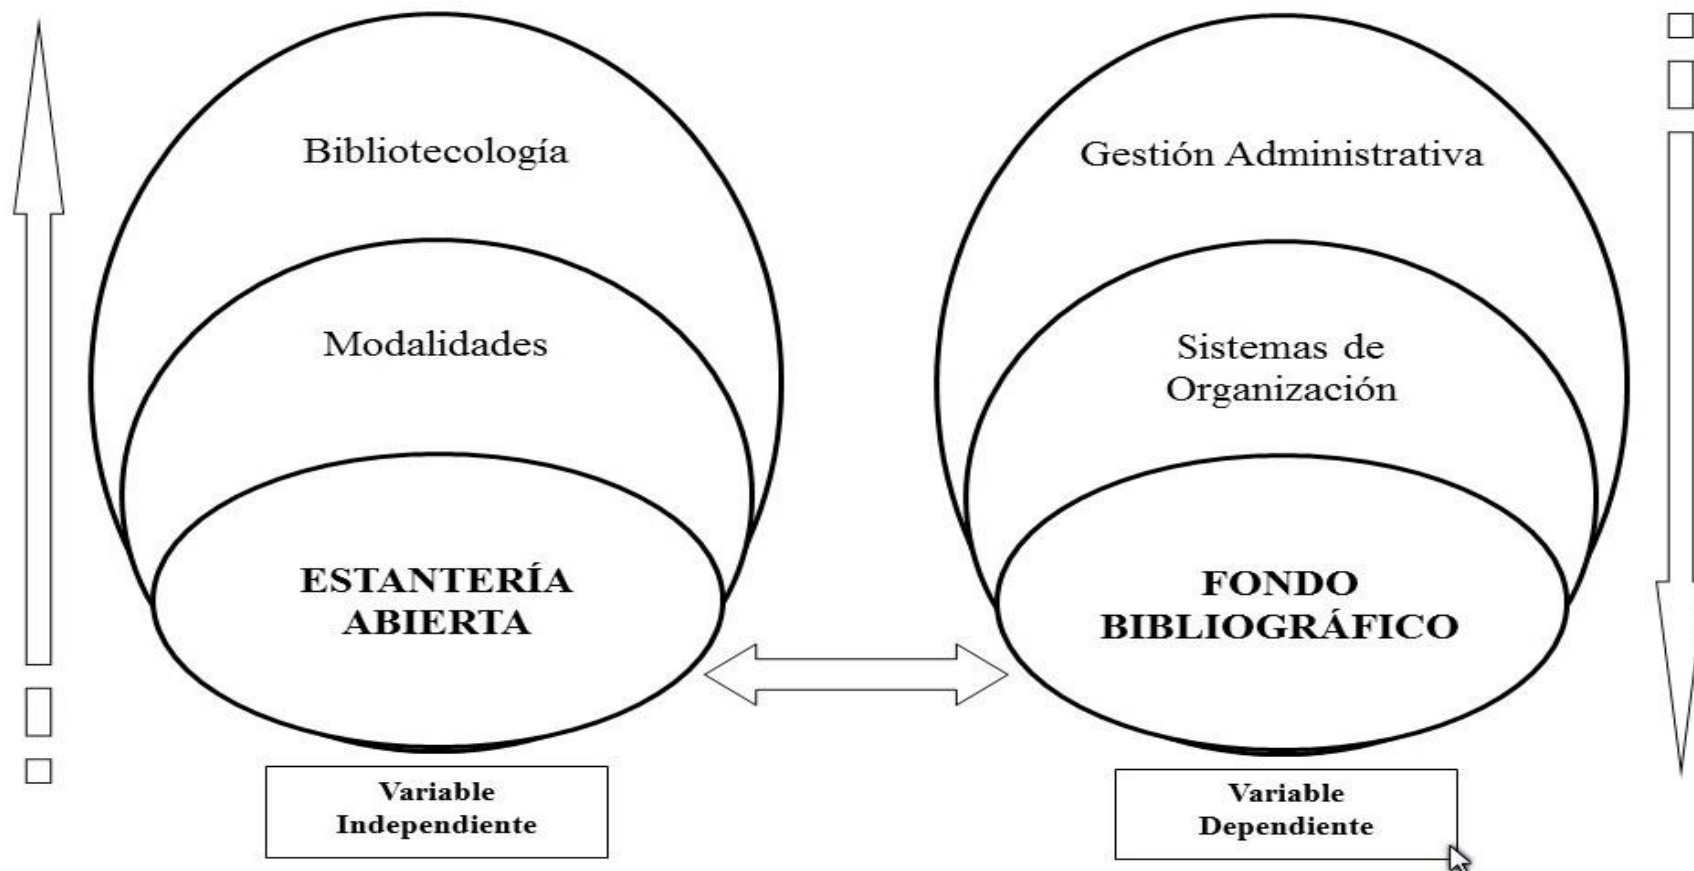 Bibliotecología
Modalidades
ESTANTERÍA
ABIERTA
Variable
Independiente
Gestión Administrativa
Sistemas de
Organización
FONDO
BIBLIOGRÁFICO
Variable
Dependiente